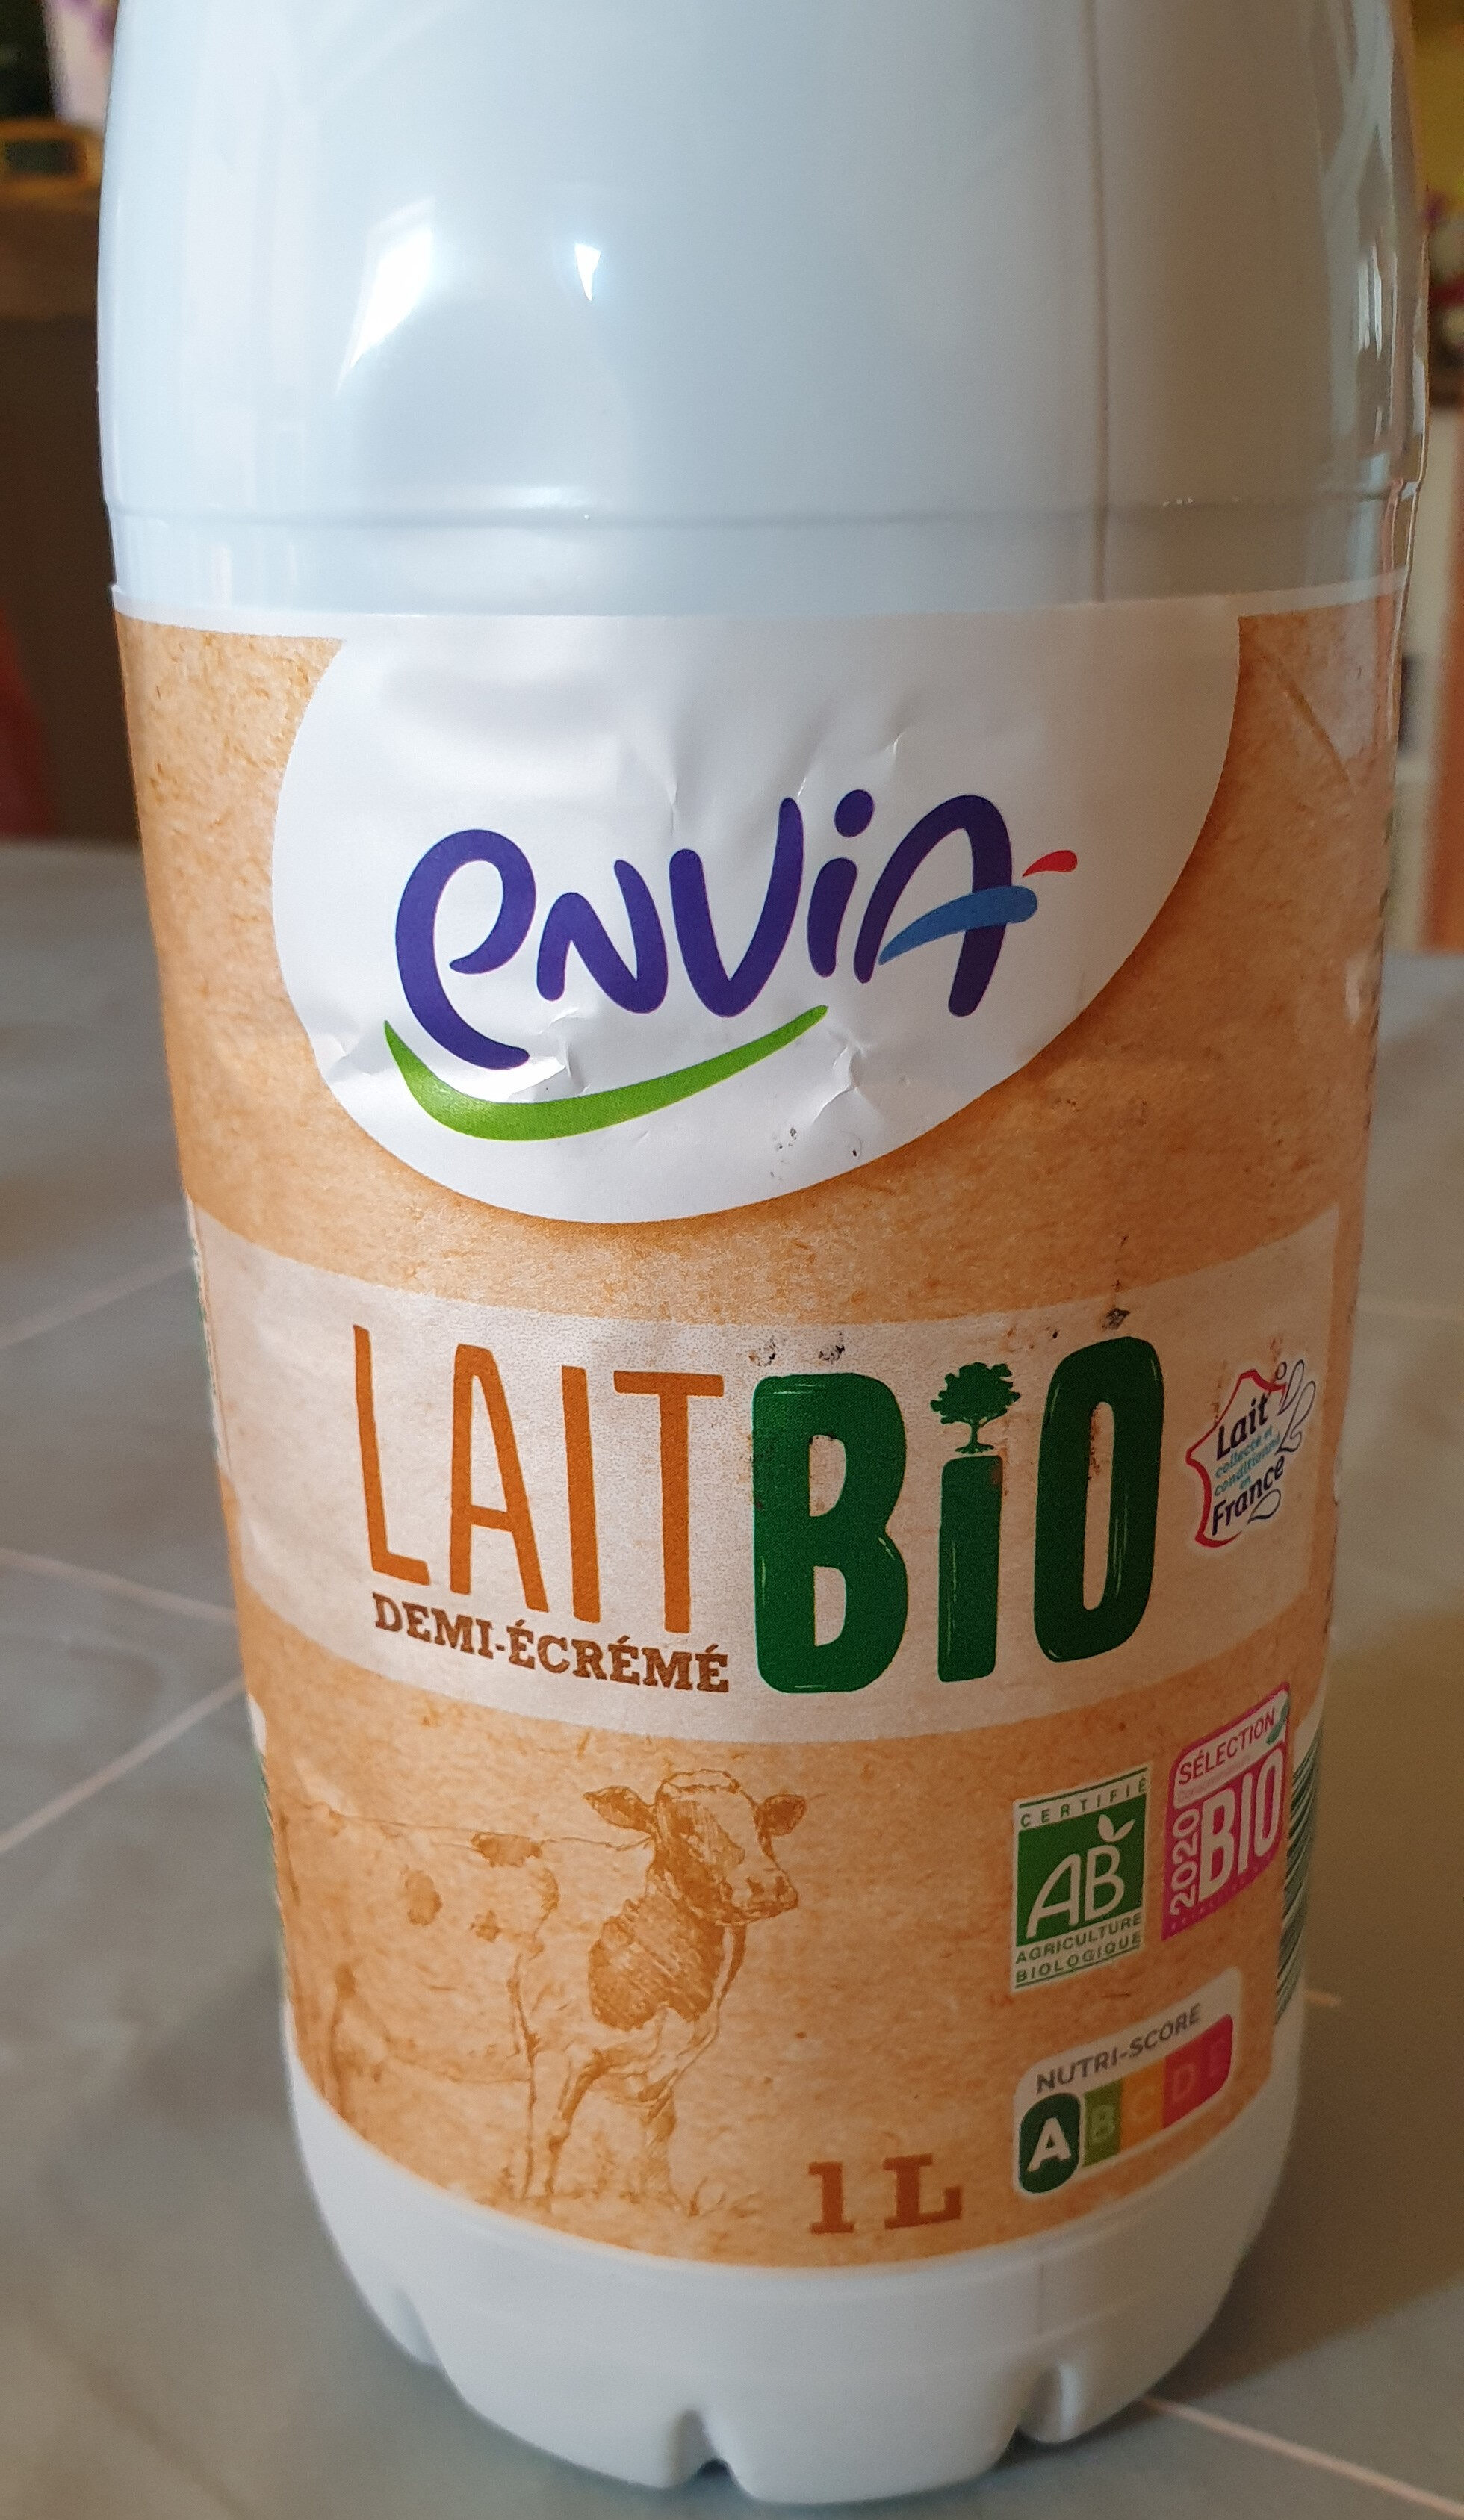 envia
LAIT BIO
DEMI-ÉCRÉMÉ
Lait
collecté et
conditionné
en
France
CERTIFIÉ
AB
AGRICULTURE
BIOLOGIQUE
SÉLECTION
BIO
2020
NUTRI-SCORE
A B C D E
1 L